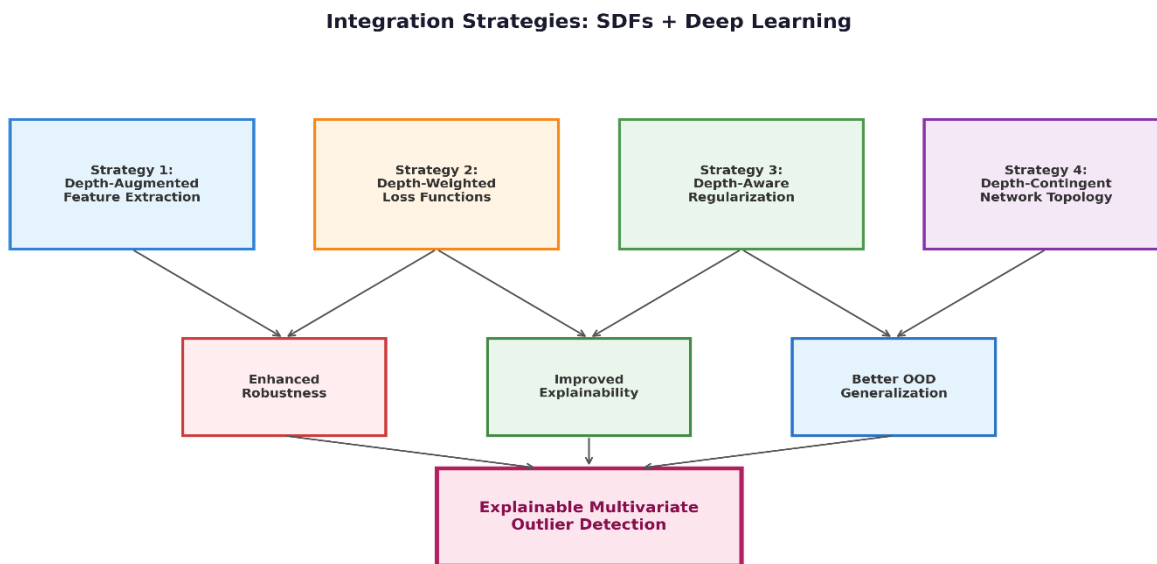 Integration Strategies: SDFs + Deep Learning
Strategy 1:
Depth-Augmented
Feature Extraction
Strategy 2:
Depth-Weighted
Loss Functions
Strategy 3:
Depth-Aware
Regularization
Strategy 4:
Depth-Contingent
Network Topology
Enhanced
Robustness
Improved
Explainability
Better OOD
Generalization
Explainable Multivariate
Outlier Detection